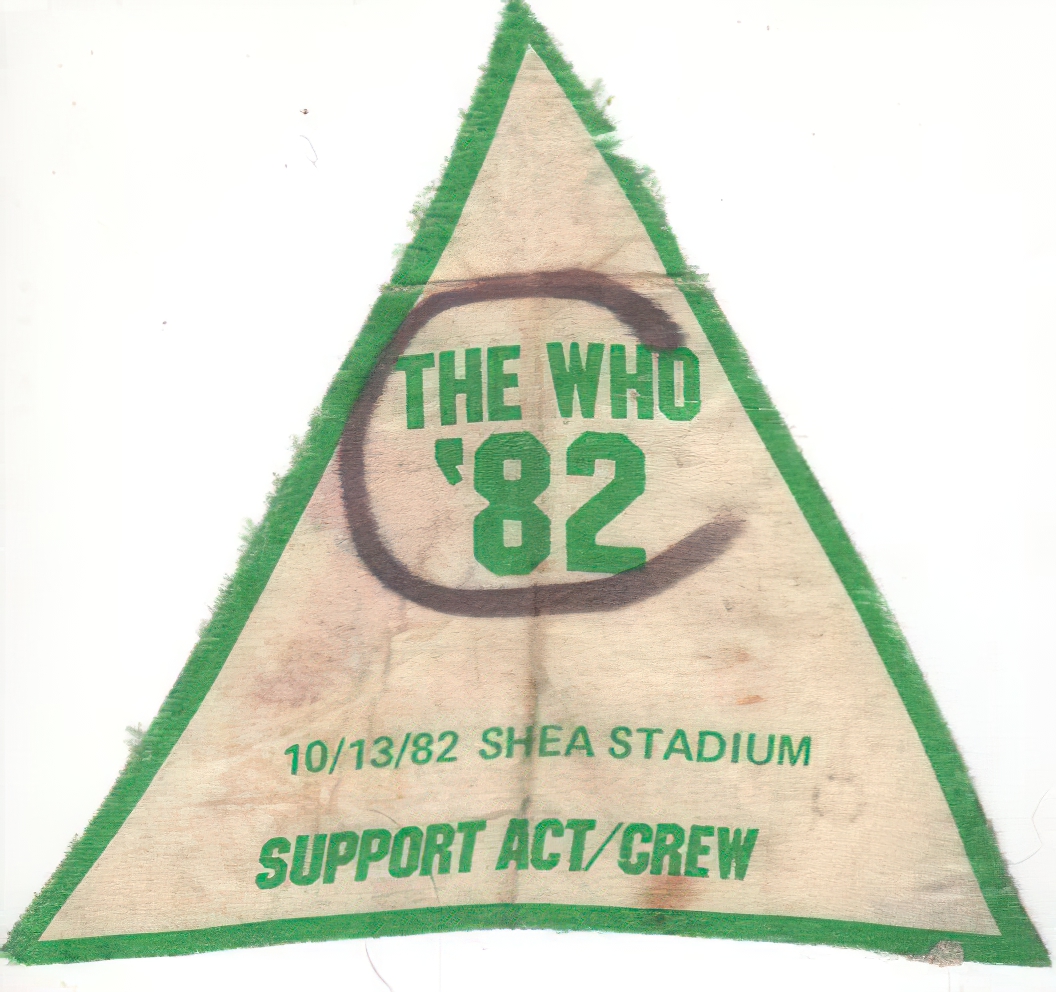 THE WHO
'82
C
10/13/82 SHEA STADIUM
SUPPORT ACT/CREW